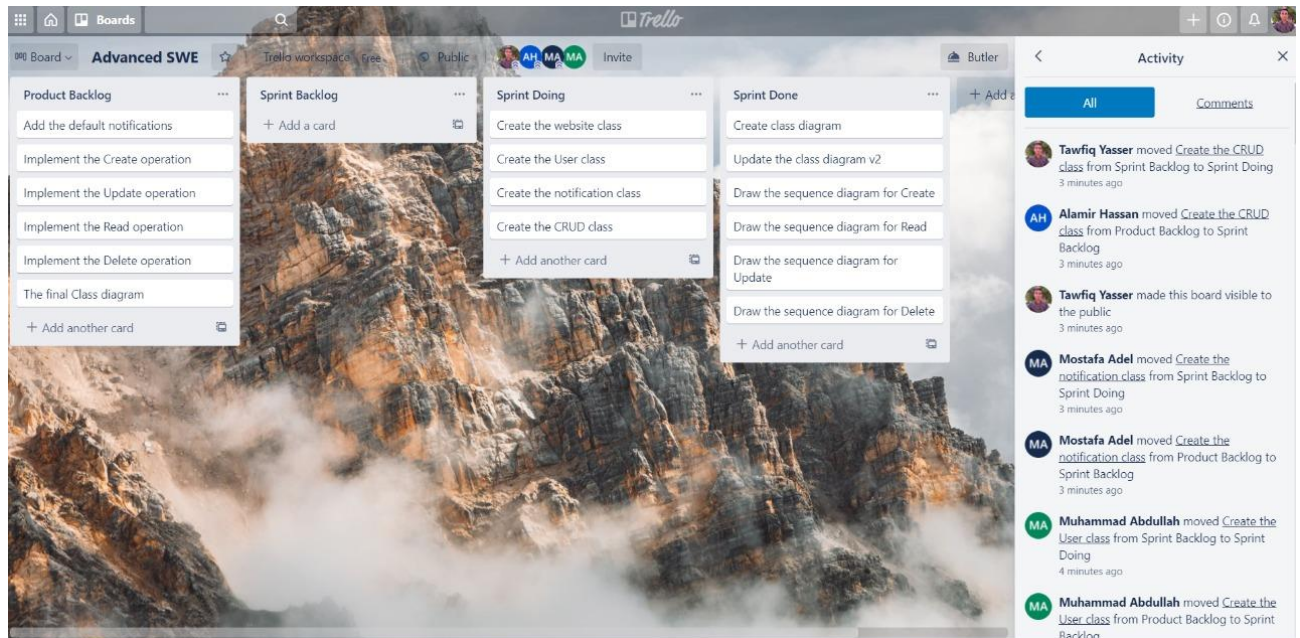 Boards
Trello
Board
Advanced SWE
Trello workspace Free
Public
AH
MA
MA
Invite
Butler
Product Backlog
Add the default notifications
Implement the Create operation
Implement the Update operation
Implement the Read operation
Implement the Delete operation
The final Class diagram
+ Add another card
Sprint Backlog
+ Add a card
Sprint Doing
Create the website class
Create the User class
Create the notification class
Create the CRUD class
+ Add another card
Sprint Done
Create class diagram
Update the class diagram v2
Draw the sequence diagram for Create
Draw the sequence diagram for Read
Draw the sequence diagram for
Update
Draw the sequence diagram for Delete
+ Add another card
+ Add a
Activity
All
Comments
Tawfiq Yasser moved Create the CRUD
class from Sprint Backlog to Sprint Doing
3 minutes ago
AH
Alamir Hassan moved Create the CRUD
class from Product Backlog to Sprint
Backlog
3 minutes ago
Tawfiq Yasser made this board visible to
the public
3 minutes ago
MA
Mostafa Adel moved Create the
notification class from Sprint Backlog to
Sprint Doing
3 minutes ago
MA
Mostafa Adel moved Create the
notification class from Product Backlog to
Sprint Backlog
3 minutes ago
MA
Muhammad Abdullah moved Create the
User class from Sprint Backlog to Sprint
Doing
4 minutes ago
MA
Muhammad Abdullah moved Create the
User class from Product Backlog to Sprint
Backlog